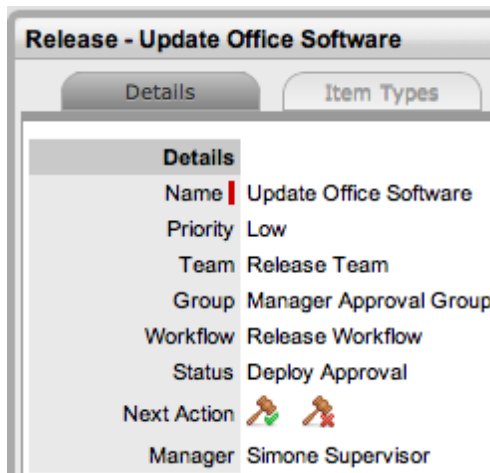 Release - Update Office Software
Details Item Types
Details
Name Update Office Software
Priority Low
Team Release Team
Group Manager Approval Group
Workflow Release Workflow
Status Deploy Approval
Next Action
Manager Simone Supervisor